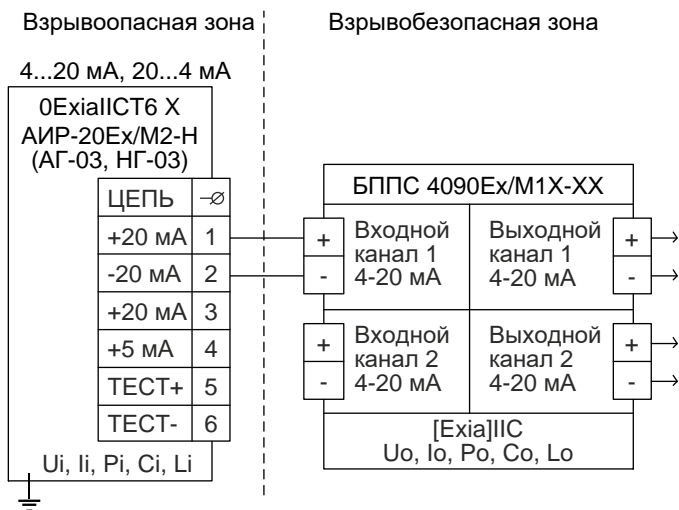 Взрывоопасная зона
Взрывобезопасная зона
4...20 мА, 20...4 мА
0ExiaIICT6 X
АИР-20Ex/М2-Н
(АГ-03, НГ-03)
ЦЕПЬ
+20 мА 1
-20 мА 2
+20 мА 3
+5 мА 4
ТЕСТ+ 5
ТЕСТ- 6
Ui, Ii, Pi, Ci, Li
БППС 4090Ex/М1Х-ХХ
+ Входной
канал 1
- 4-20 мА
Выходной +
канал 1
4-20 мА -
+ Входной
канал 2
- 4-20 мА
Выходной +
канал 2
4-20 мА -
[Exia]IIC
Uo, Io, Po, Co, Lo